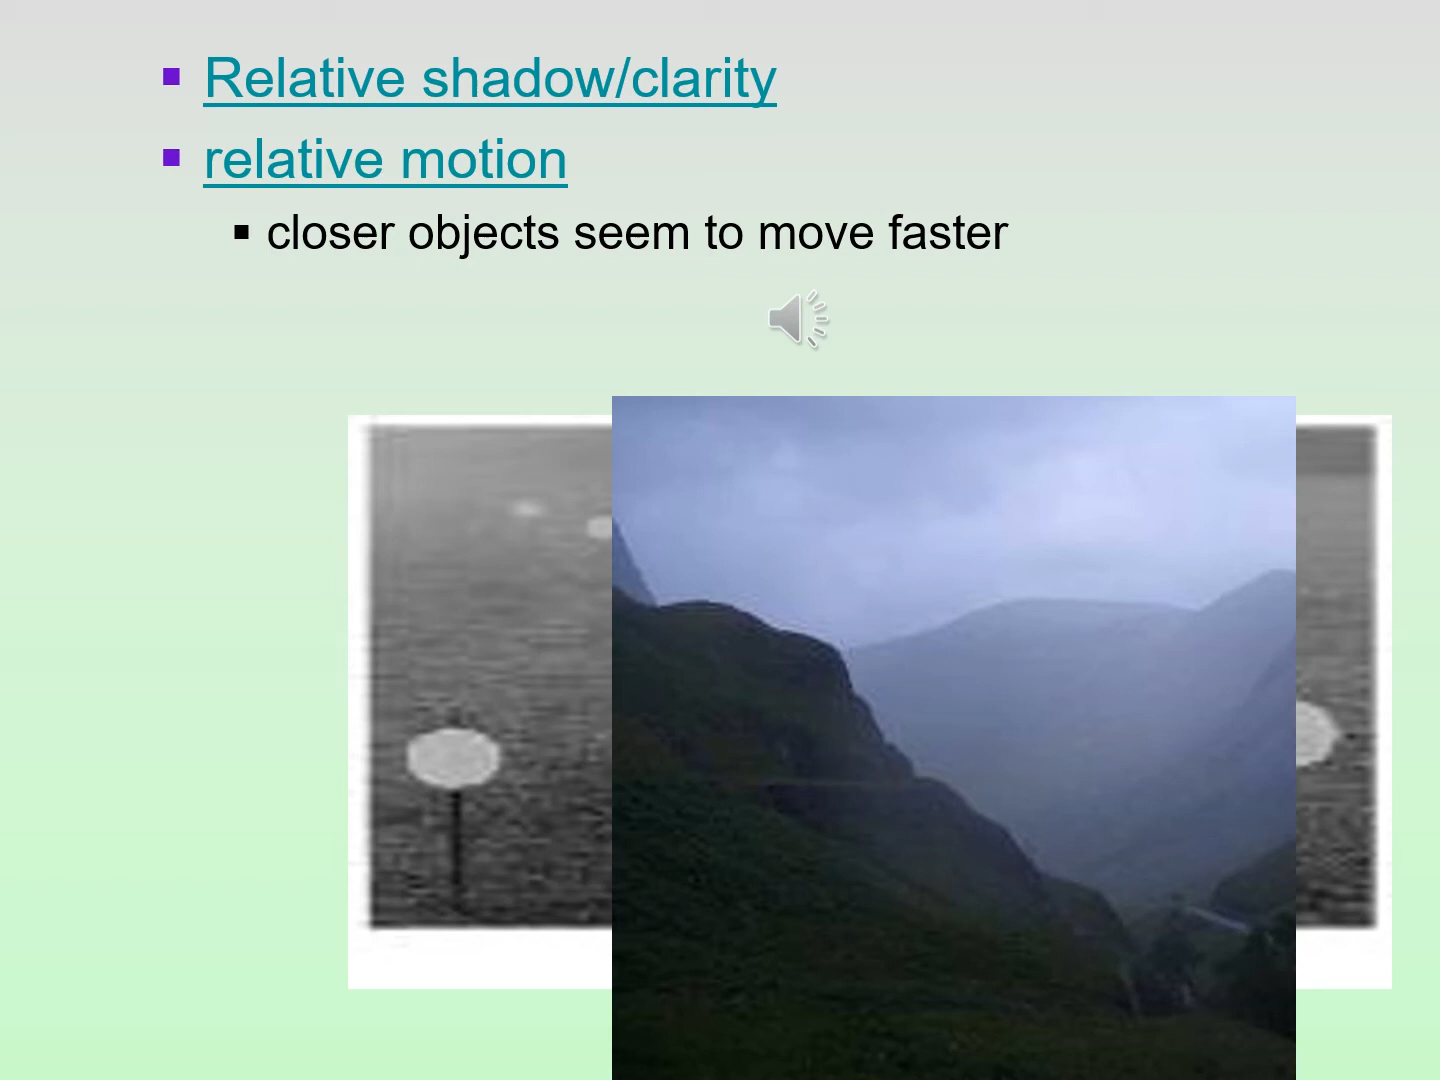 Relative shadow/clarity
relative motion
closer objects seem to move faster